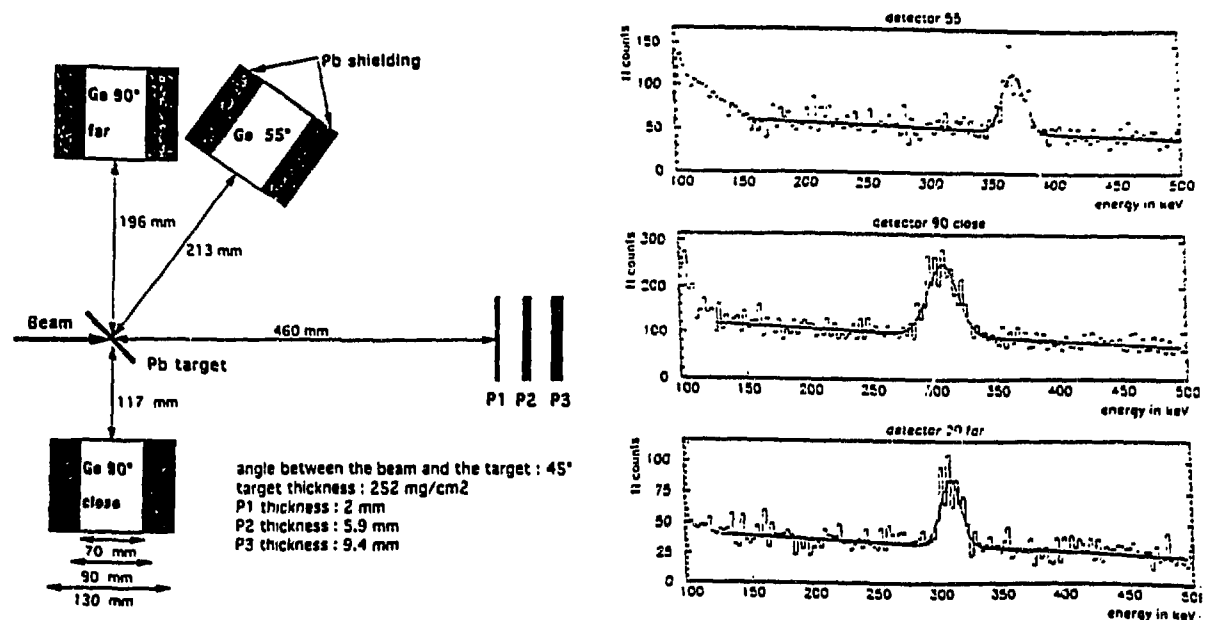 Pb shielding
Ge 90°
far
Ge 55°
196 mm
213 mm
Beam
460 mm
Pb target
P1 P2 P3
117 mm
Ge 90°
close
70 mm
90 mm
130 mm
angle between the beam and the target : 45°
target thickness : 252 mg/cm2
P1 thickness : 2 mm
P2 thickness : 5.9 mm
P3 thickness : 9.4 mm
detector 55
counts
150
100
50
0
100 150 200 250 300 350 400 450 500
energy in keV
detector 90 close
counts
300
200
100
0
100 150 200 250 300 350 400 450 500
energy in keV
detector 90 far
counts
100
75
50
25
0
100 150 200 250 300 350 400 450
energy in keV